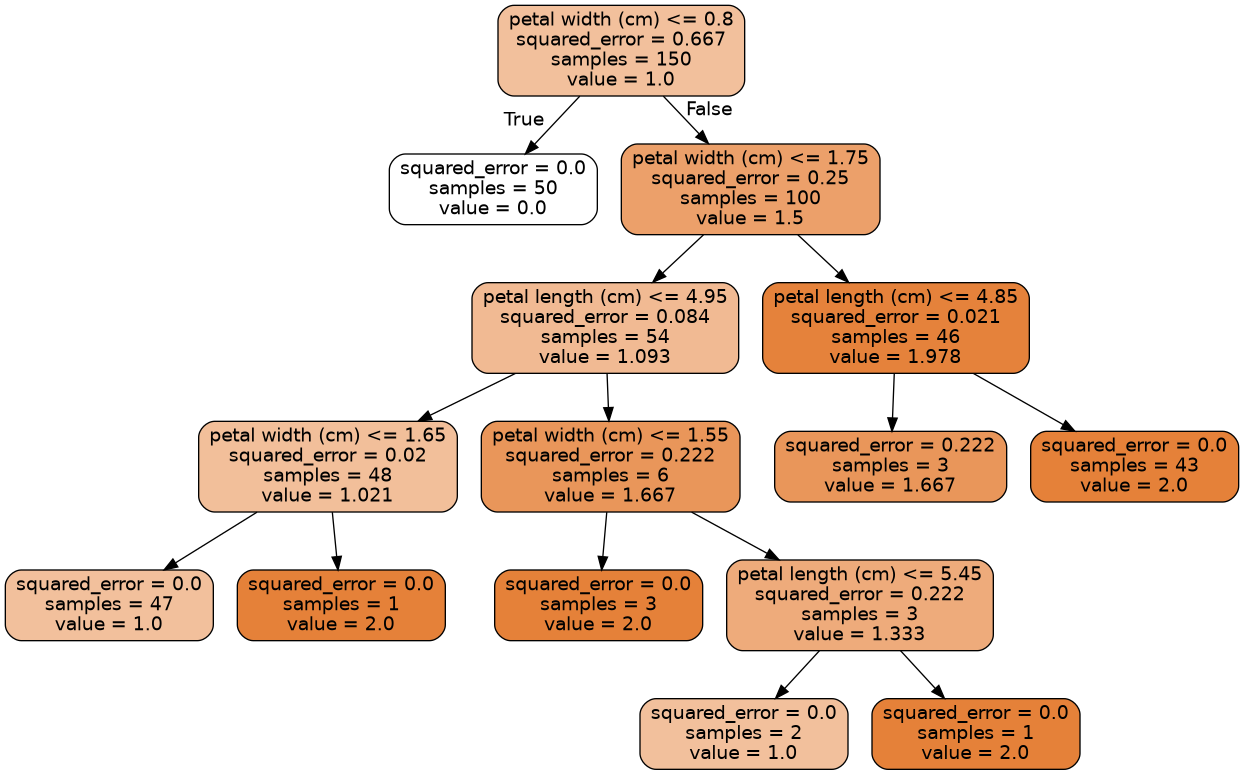 petal width (cm) <= 0.8
squared_error = 0.667
samples = 150
value = 1.0
True
False
squared_error = 0.0
samples = 50
value = 0.0
petal width (cm) <= 1.75
squared_error = 0.25
samples = 100
value = 1.5
petal length (cm) <= 4.95
squared_error = 0.084
samples = 54
value = 1.093
petal length (cm) <= 4.85
squared_error = 0.021
samples = 46
value = 1.978
petal width (cm) <= 1.65
squared_error = 0.02
samples = 48
value = 1.021
petal width (cm) <= 1.55
squared_error = 0.222
samples = 6
value = 1.667
squared_error = 0.222
samples = 3
value = 1.667
squared_error = 0.0
samples = 43
value = 2.0
squared_error = 0.0
samples = 47
value = 1.0
squared_error = 0.0
samples = 1
value = 2.0
squared_error = 0.0
samples = 3
value = 2.0
petal length (cm) <= 5.45
squared_error = 0.222
samples = 3
value = 1.333
squared_error = 0.0
samples = 2
value = 1.0
squared_error = 0.0
samples = 1
value = 2.0